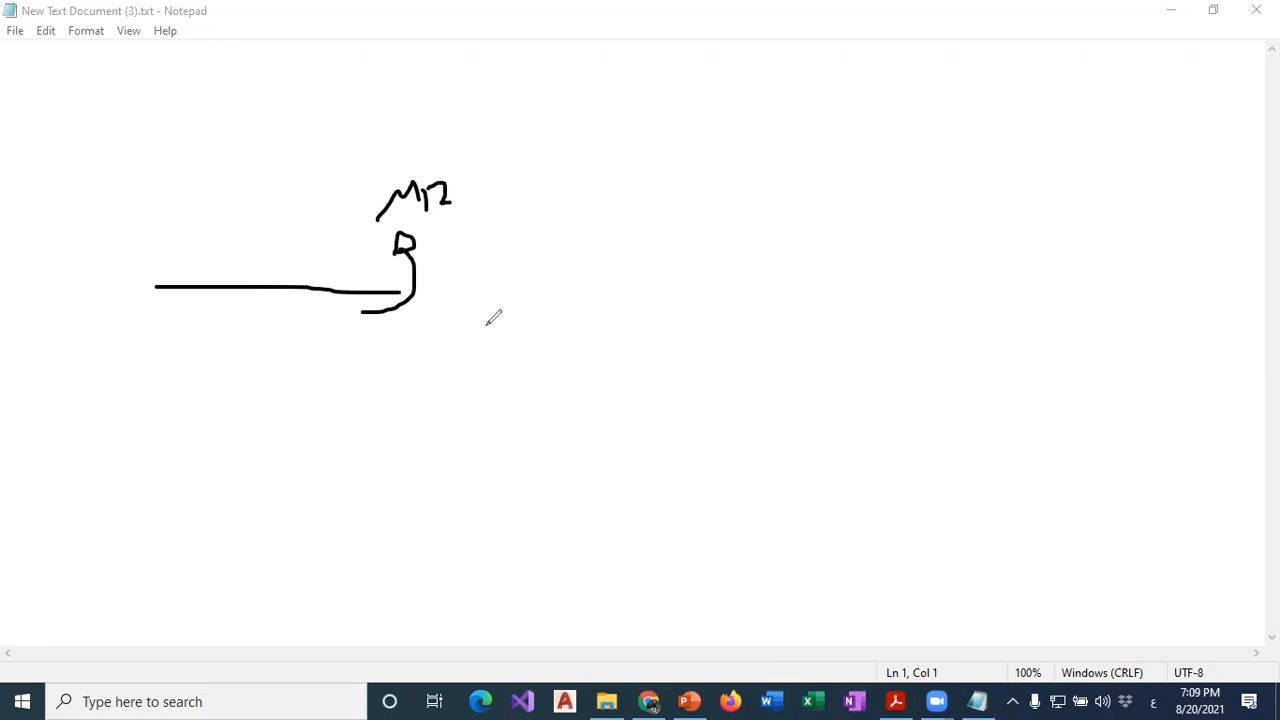 New Text Document (3).txt - Notepad
File Edit Format View Help
M12
Ln 1, Col 1 100% Windows (CRLF) UTF-8
Type here to search
ع
7:09 PM
8/20/2021